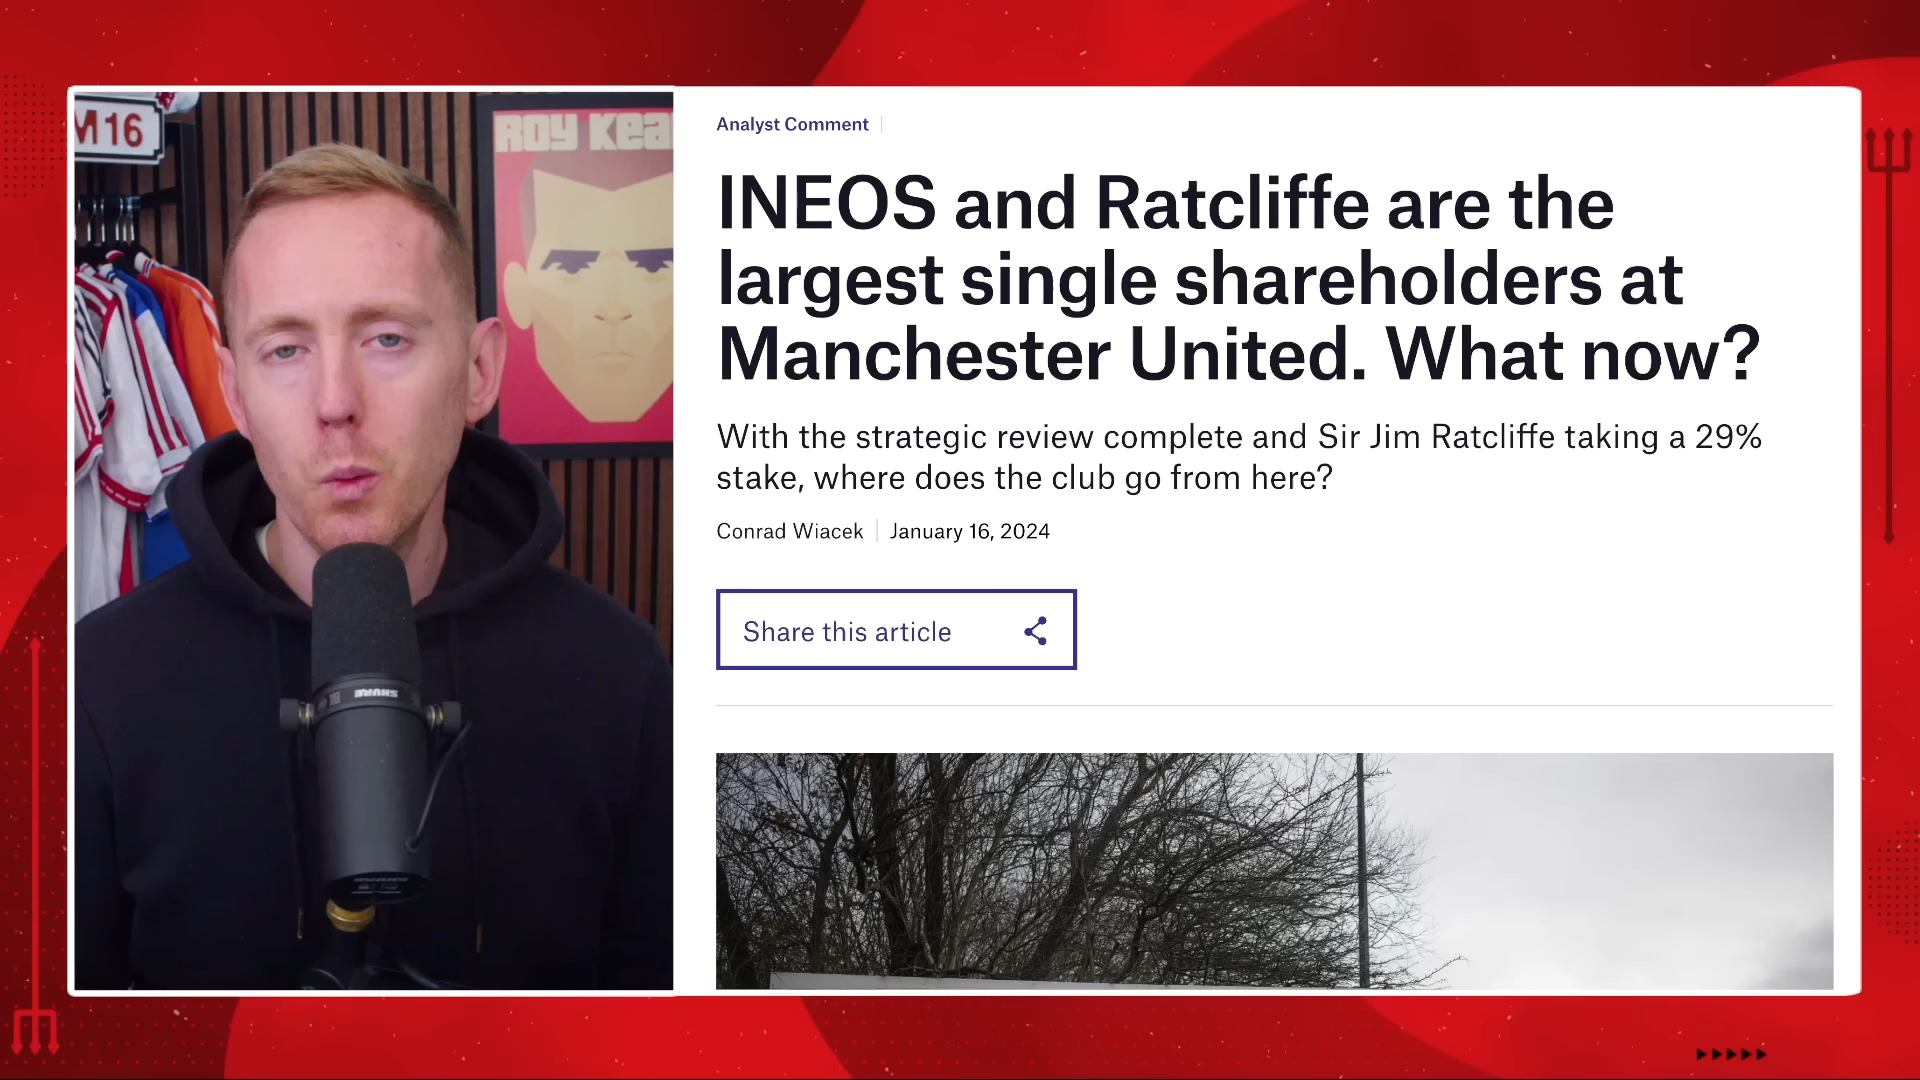 M16
ROY KEA
SHURE
Analyst Comment
INEOS and Ratcliffe are the
largest single shareholders at
Manchester United. What now?
With the strategic review complete and Sir Jim Ratcliffe taking a 29%
stake, where does the club go from here?
Conrad Wiacek
January 16, 2024
Share this article